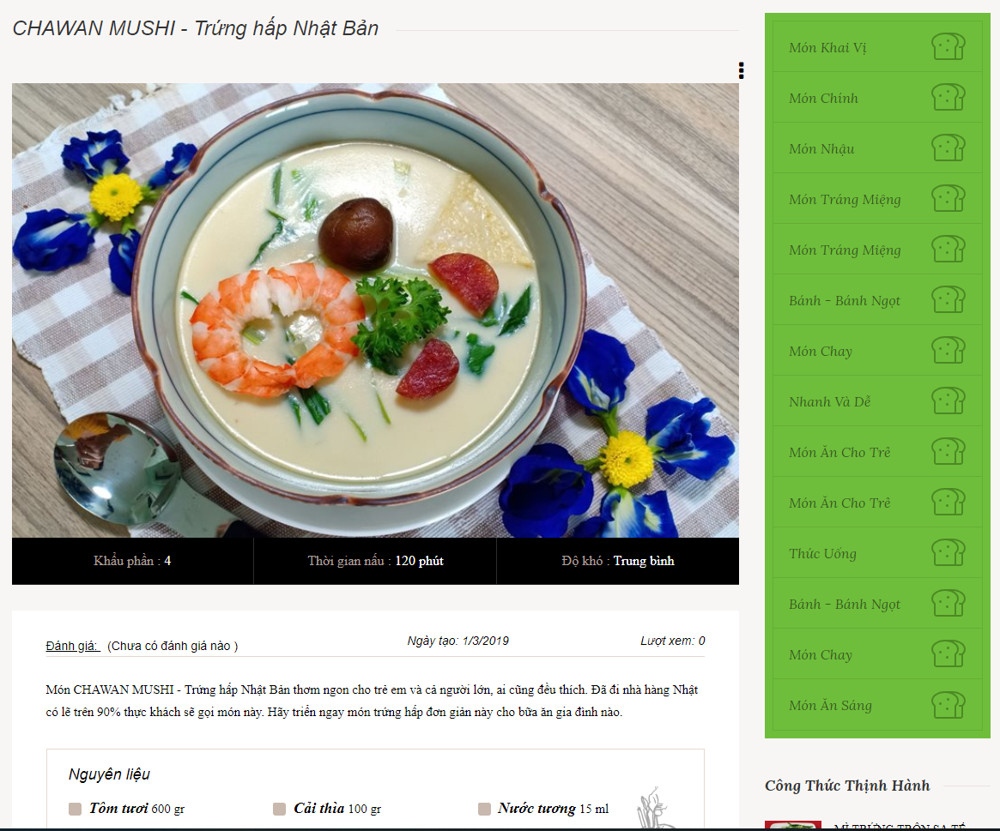 CHAWAN MUSHI - Trứng hấp Nhật Bản
Khẩu phần : 4
Thời gian nấu : 120 phút
Độ khó : Trung bình
Đánh giá: (Chưa có đánh giá nào )
Ngày tạo: 1/3/2019
Lượt xem: 0
Món CHAWAN MUSHI - Trứng hấp Nhật Bản thơm ngon cho trẻ em và cả người lớn, ai cũng đều thích. Đã đi nhà hàng Nhật
có lẽ trên 90% thực khách sẽ gọi món này. Hãy triển ngay món trứng hấp đơn giản này cho bữa ăn gia đình nào.
Nguyên liệu
Tôm tươi 600 gr
Cải thìa 100 gr
Nước tương 15 ml
Món Khai Vị
Món Chính
Món Nhậu
Món Tráng Miệng
Món Tráng Miệng
Bánh - Bánh Ngọt
Món Chay
Nhanh Và Dễ
Món Ăn Cho Trẻ
Món Ăn Cho Trẻ
Thức Uống
Bánh - Bánh Ngọt
Món Chay
Món Ăn Sáng
Công Thức Thịnh Hành
MÌ TRỨNG TRỘN SA TẾ